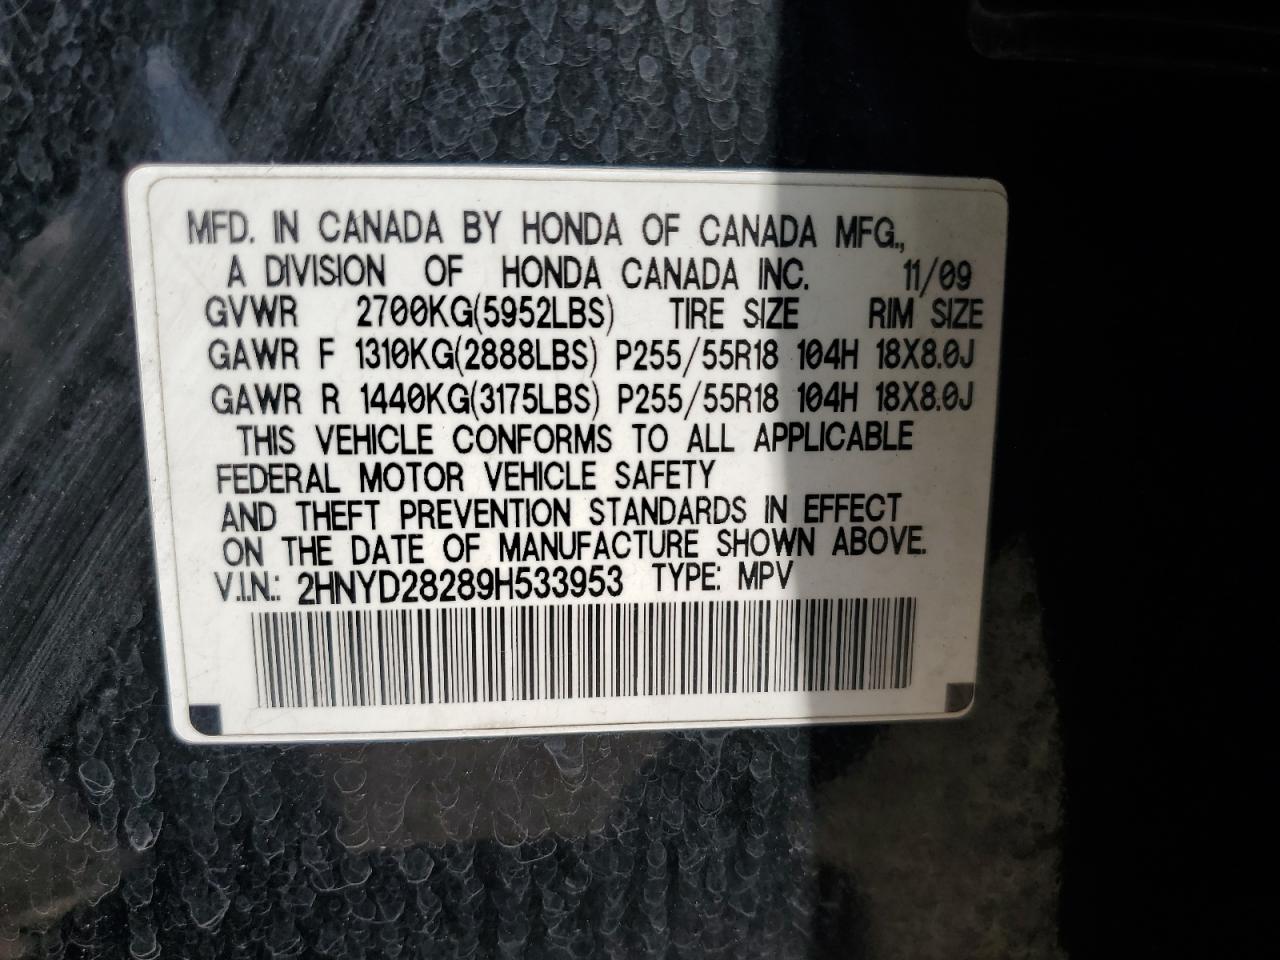 MFD. IN CANADA BY HONDA OF CANADA MFG.,
A DIVISION OF HONDA CANADA INC. 11/09
GVWR 2700KG(5952LBS) TIRE SIZE RIM SIZE
GAWR F 1310KG(2888LBS) P255/55R18 104H 18X8.0J
GAWR R 1440KG(3175LBS) P255/55R18 104H 18X8.0J
THIS VEHICLE CONFORMS TO ALL APPLICABLE
FEDERAL MOTOR VEHICLE SAFETY
AND THEFT PREVENTION STANDARDS IN EFFECT
ON THE DATE OF MANUFACTURE SHOWN ABOVE.
V.I.N.: 2HNYD28289H533953 TYPE: MPV